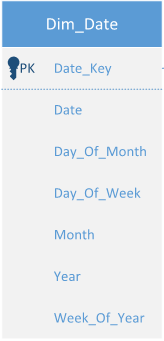 Dim_Date
PK Date_Key
Date
Day_Of_Month
Day_Of_Week
Month
Year
Week_Of_Year